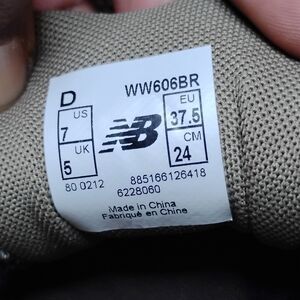 D WW606BR
US 7 EU 37.5
NB
UK 5 CM 24
80 0212 885166126418
6228060
Made in China
Fabriqué en Chine